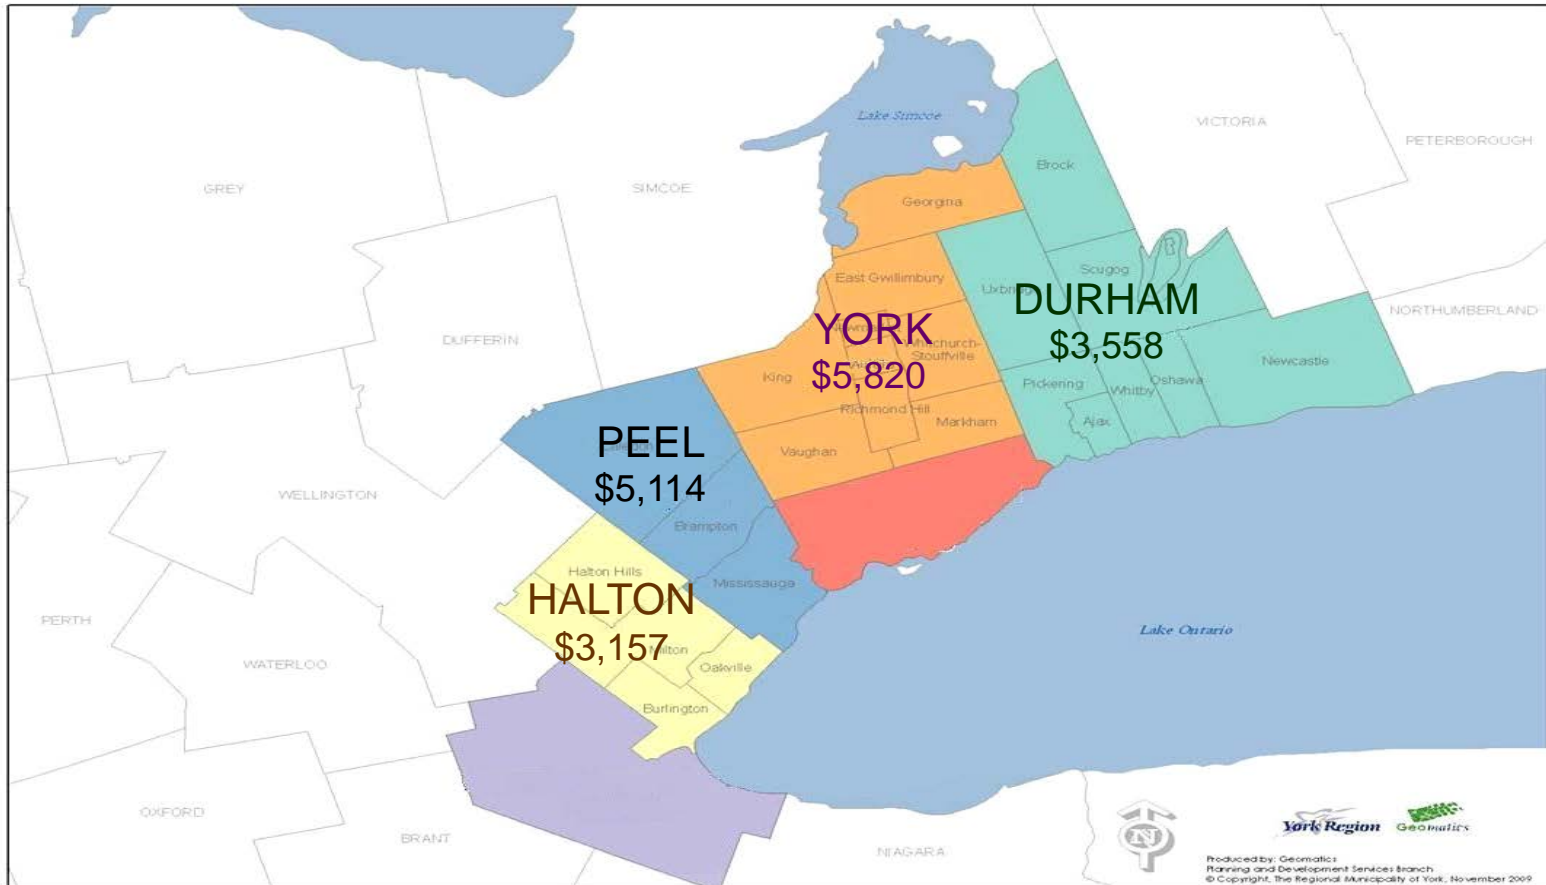 Lake Simcoe
VICTORIA
PETERBOROUGH
Brock
GREY
SIMCOE
Georgina
East Gwillimbury
Scugog
DURHAM
$3,558
NORTHUMBERLAND
DUFFERIN
YORK
$5,820
Whitchurch-
Stouffville
Newcastle
King
Pickering
Oshawa
Whitby
Richmond Hill
Markham
Ajax
PEEL
$5,114
Vaughan
WELLINGTON
Brampton
Halton Hills
Mississauga
HALTON
$3,157
PERTH
Lake Ontario
WATERLOO
Milton
Oakville
Burlington
OXFORD
BRANT
NIAGARA
N
York Region
Geomatics
Produced by: Geomatics
Planning and Development Services Branch
© Copyright, The Regional Municipality of York, November 2009